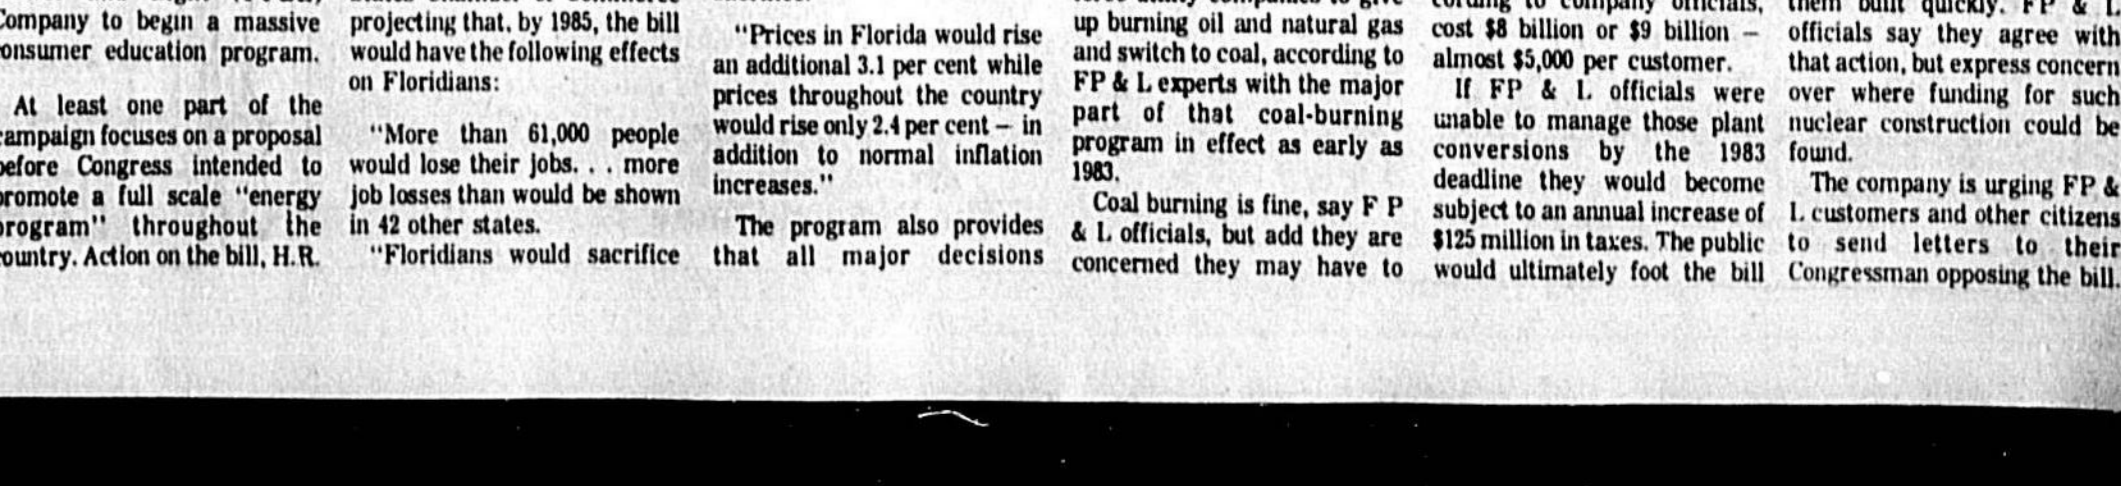 Company to begin a massive
consumer education program.
At least one part of the
campaign focuses on a proposal
before Congress intended to
promote a full scale "energy
program" throughout the
country. Action on the bill, H.R.
projecting that, by 1985, the bill
would have the following effects
on Floridians:
"More than 61,000 people
would lose their jobs. . . more
job losses than would be shown
in 42 other states.
"Floridians would sacrifice
"Prices in Florida would rise
an additional 3.1 per cent while
prices throughout the country
would rise only 2.4 per cent — in
addition to normal inflation
increases."
The program also provides
that all major decisions
up burning oil and natural gas
and switch to coal, according to
FP & L experts with the major
part of that coal-burning
program in effect as early as
1983.
Coal burning is fine, say F P
& L officials, but add they are
concerned they may have to
cording to company officials,
cost $8 billion or $9 billion —
almost $5,000 per customer.
If FP & L officials were
unable to manage those plant
conversions by the 1983
deadline they would become
subject to an annual increase of
$125 million in taxes. The public
would ultimately foot the bill
them built quickly. FP & L
officials say they agree with
that action, but express concern
over where funding for such
nuclear construction could be
found.
The company is urging FP &
L customers and other citizens
to send letters to their
Congressman opposing the bill.